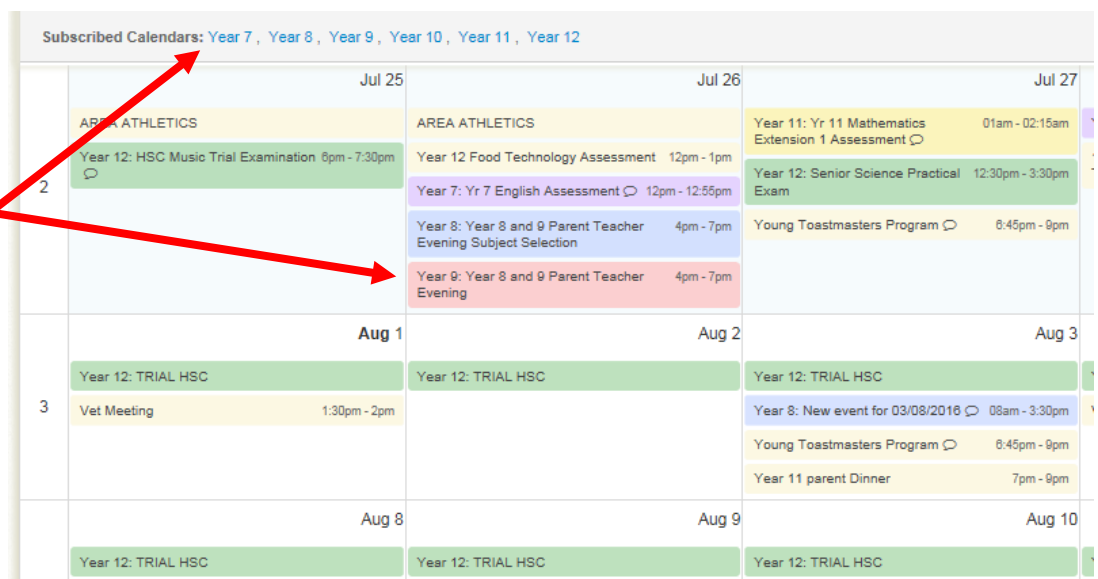 Subscribed Calendars: Year 7 , Year 8 , Year 9 , Year 10 , Year 11 , Year 12
Jul 25
Jul 26
Jul 27
2
AREA ATHLETICS
Year 12: HSC Music Trial Examination 6pm - 7:30pm
AREA ATHLETICS
Year 12 Food Technology Assessment 12pm - 1pm
Year 7: Yr 7 English Assessment 12pm - 12:55pm
Year 8: Year 8 and 9 Parent Teacher 4pm - 7pm
Evening Subject Selection
Year 9: Year 8 and 9 Parent Teacher 4pm - 7pm
Evening
Year 11: Yr 11 Mathematics 01am - 02:15am
Extension 1 Assessment
Year 12: Senior Science Practical 12:30pm - 3:30pm
Exam
Young Toastmasters Program 6:45pm - 9pm
Aug 1
Aug 2
Aug 3
3
Year 12: TRIAL HSC
Vet Meeting 1:30pm - 2pm
Year 12: TRIAL HSC
Year 12: TRIAL HSC
Year 8: New event for 03/08/2016 08am - 3:30pm
Young Toastmasters Program 6:45pm - 9pm
Year 11 parent Dinner 7pm - 9pm
Aug 8
Aug 9
Aug 10
Year 12: TRIAL HSC
Year 12: TRIAL HSC
Year 12: TRIAL HSC